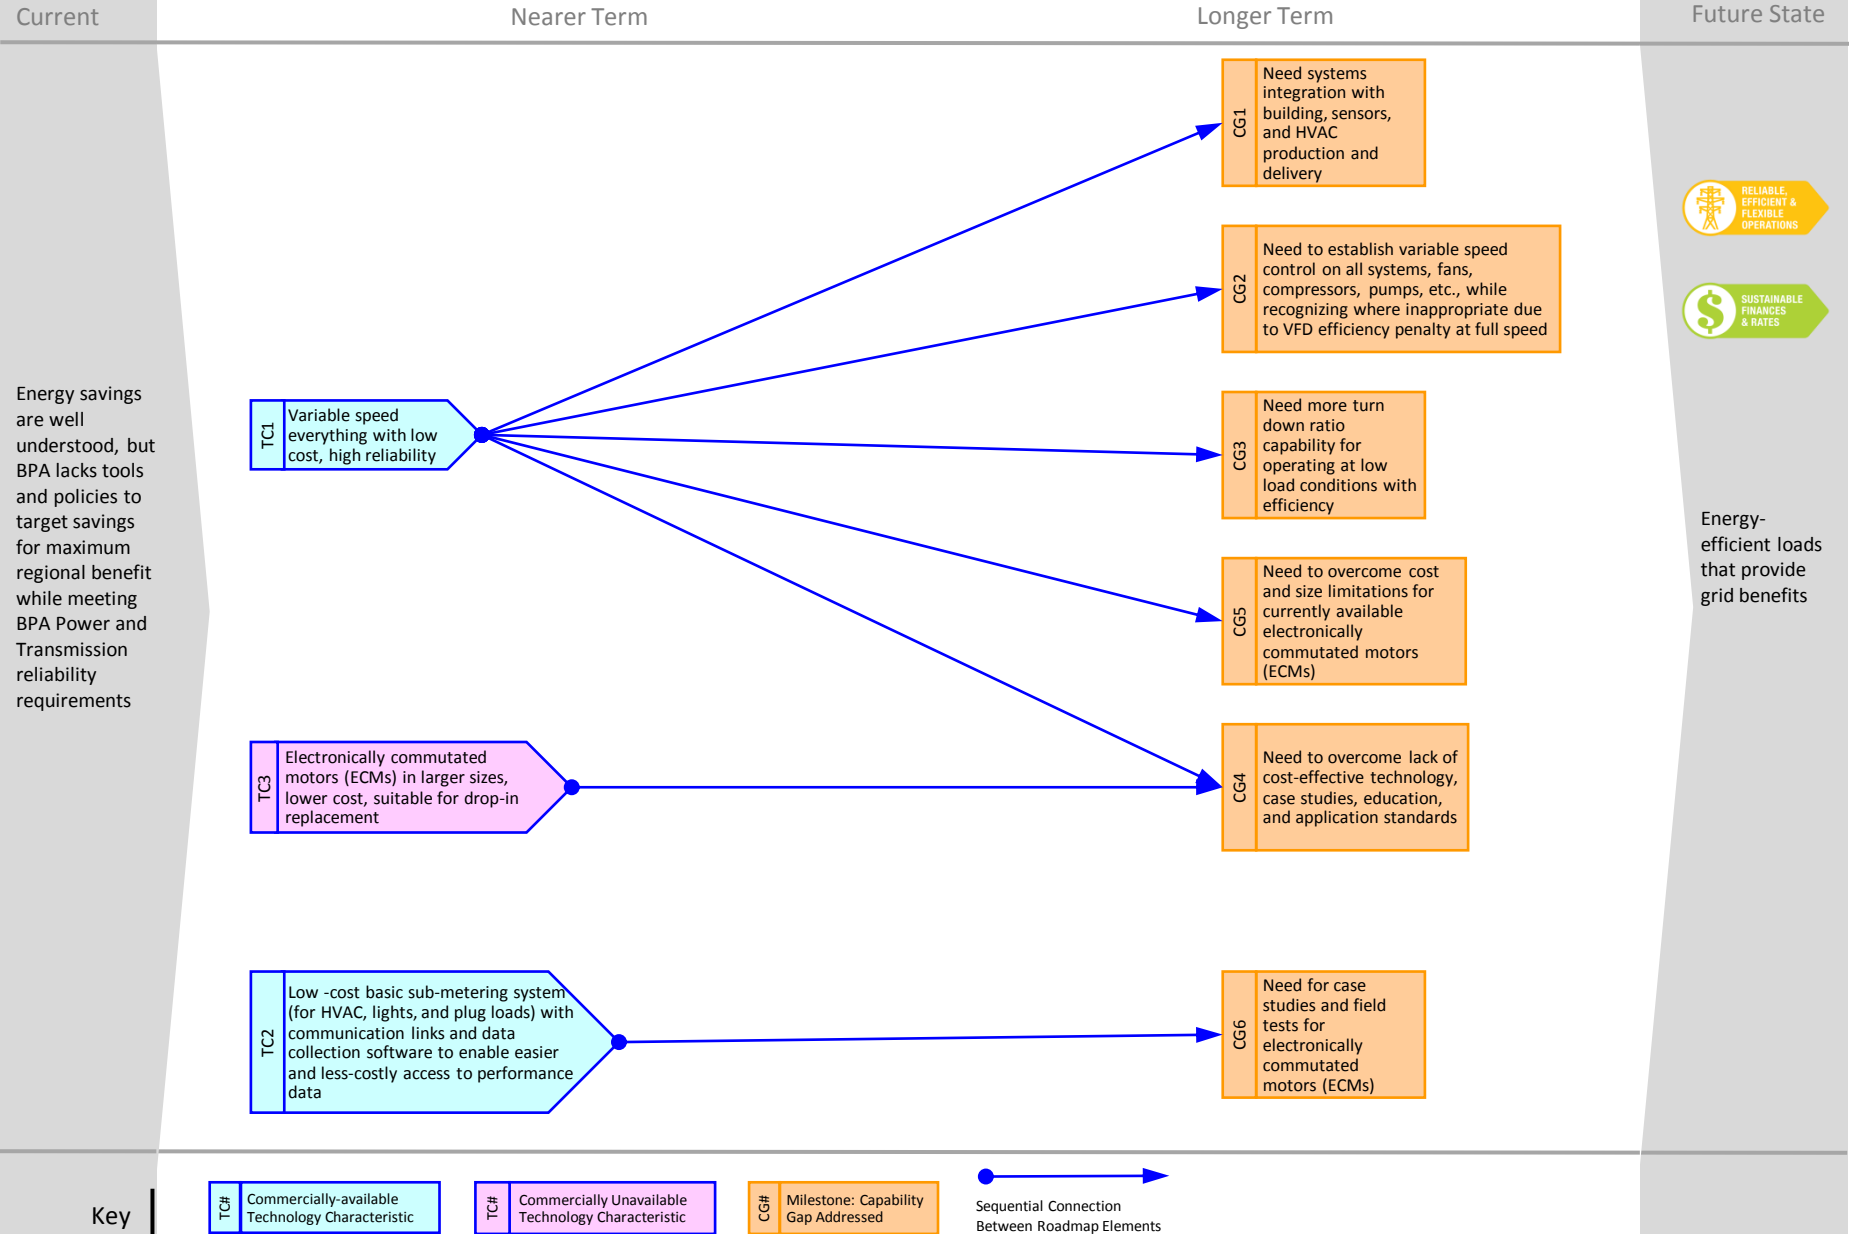 Current
Nearer Term
Longer Term
Future State
Energy savings
are well
understood, but
BPA lacks tools
and policies to
target savings
for maximum
regional benefit
while meeting
BPA Power and
Transmission
reliability
requirements
TC1
Variable speed
everything with low
cost, high reliability
TC3
Electronically commutated
motors (ECMs) in larger sizes,
lower cost, suitable for drop-in
replacement
TC2
Low -cost basic sub-metering system
(for HVAC, lights, and plug loads) with
communication links and data
collection software to enable easier
and less-costly access to performance
data
CG1
Need systems
integration with
building, sensors,
and HVAC
production and
delivery
CG2
Need to establish variable speed
control on all systems, fans,
compressors, pumps, etc., while
recognizing where inappropriate due
to VFD efficiency penalty at full speed
CG3
Need more turn
down ratio
capability for
operating at low
load conditions with
efficiency
CG5
Need to overcome cost
and size limitations for
currently available
electronically
commutated motors
(ECMs)
CG4
Need to overcome lack of
cost-effective technology,
case studies, education,
and application standards
CG6
Need for case
studies and field
tests for
electronically
commutated
motors (ECMs)
RELIABLE,
EFFICIENT &
FLEXIBLE
OPERATIONS
$
SUSTAINABLE
FINANCES
& RATES
Energy-
efficient loads
that provide
grid benefits
Key
TC#
Commercially-available
Technology Characteristic
TC#
Commercially Unavailable
Technology Characteristic
CG#
Milestone: Capability
Gap Addressed
Sequential Connection
Between Roadmap Elements